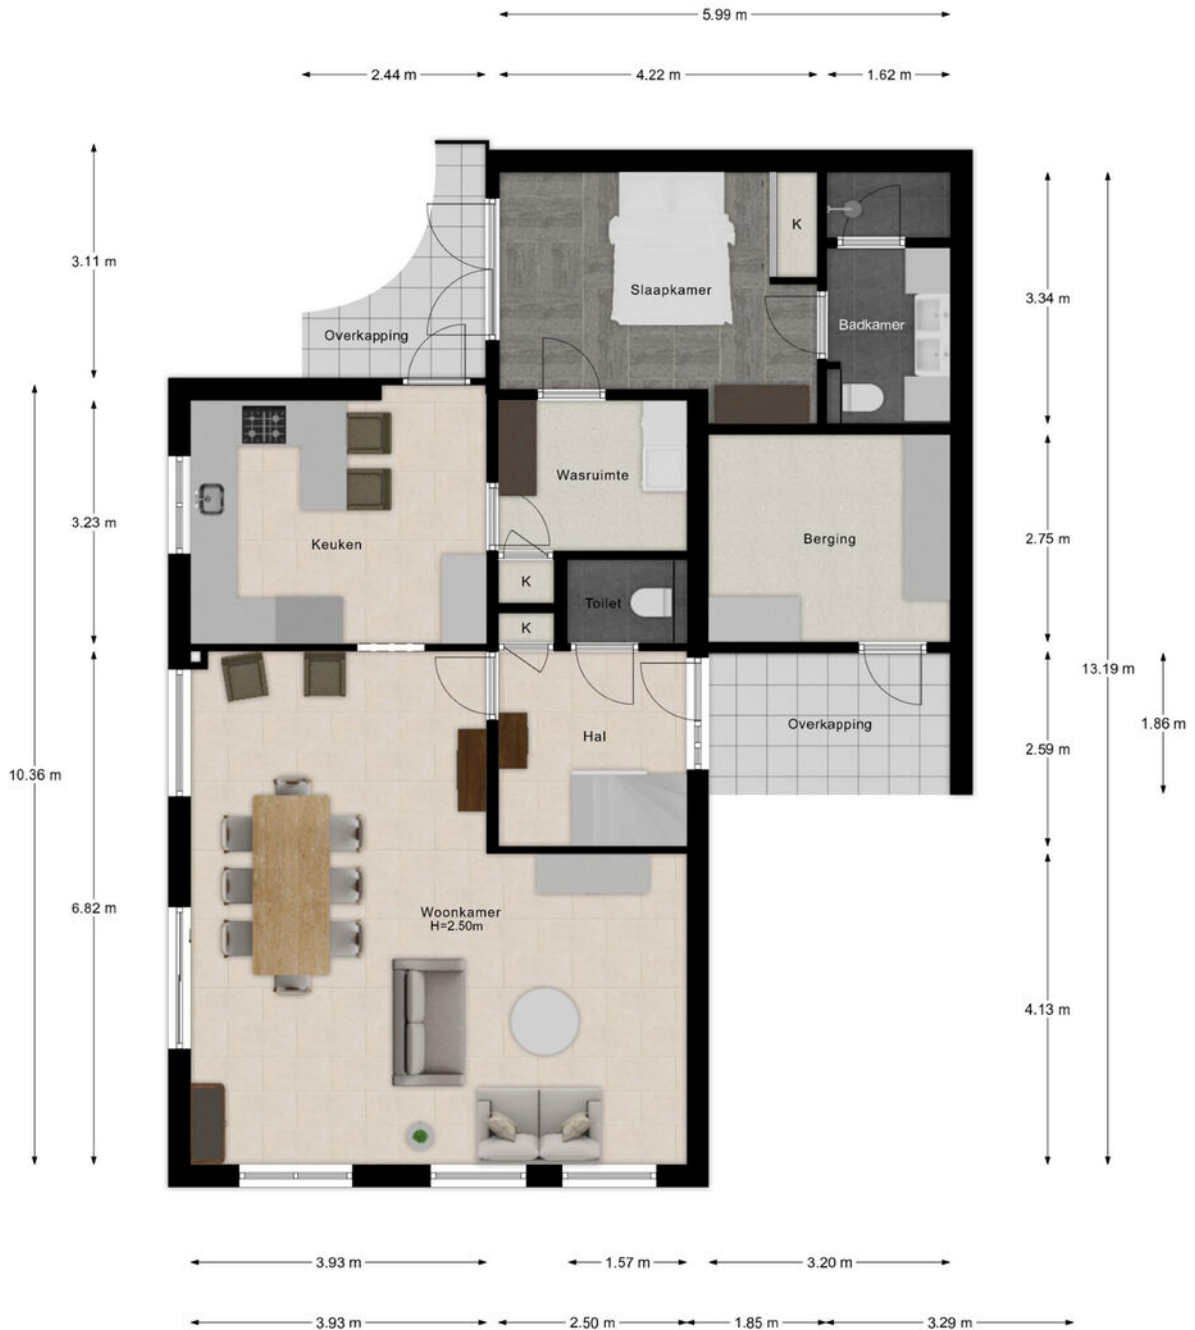 5.99 m
2.44 m
4.22 m
1.62 m
3.11 m
K
Slaapkamer
3.34 m
Badkamer
Overkapping
10.36 m
3.23 m
Keuken
Wasruimte
Berging
2.75 m
K
Toilet
K
13.19 m
Hal
Overkapping
2.59 m
1.86 m
6.82 m
Woonkamer
H=2.50m
4.13 m
3.93 m
1.57 m
3.20 m
3.93 m
2.50 m
1.85 m
3.29 m